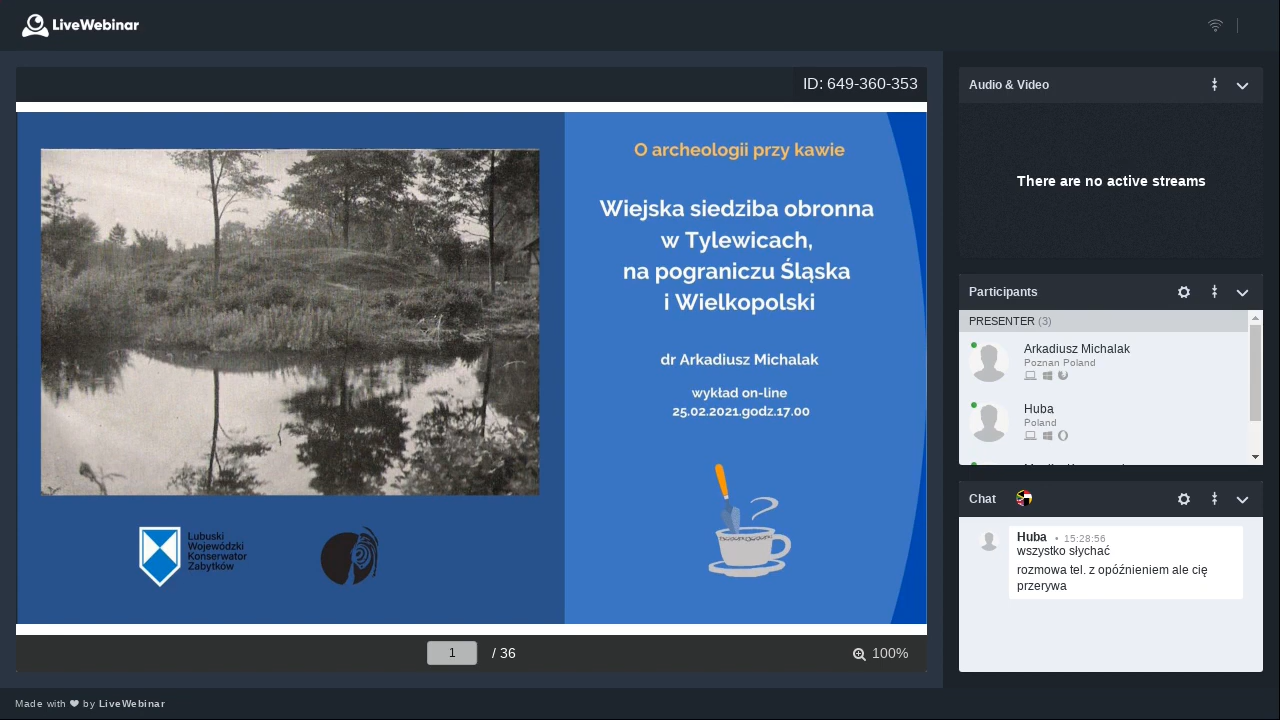 LiveWebinar
ID: 649-360-353
O archeologii przy kawie
Wiejska siedziba obronna
w Tylewicach,
na pograniczu Śląska
i Wielkopolski
dr Arkadiusz Michalak
wykład on-line
25.02.2021.godz.17.00
Lubuski
Wojewódzki
Konserwator
Zabytków
1 / 36
100%
Audio & Video
There are no active streams
Participants
PRESENTER (3)
Arkadiusz Michalak
Poznan Poland
Huba
Poland
Chat
Huba • 15:28:56
wszystko słychać
rozmowa tel. z opóźnieniem ale cię
przerywa
Made with ❤ by LiveWebinar